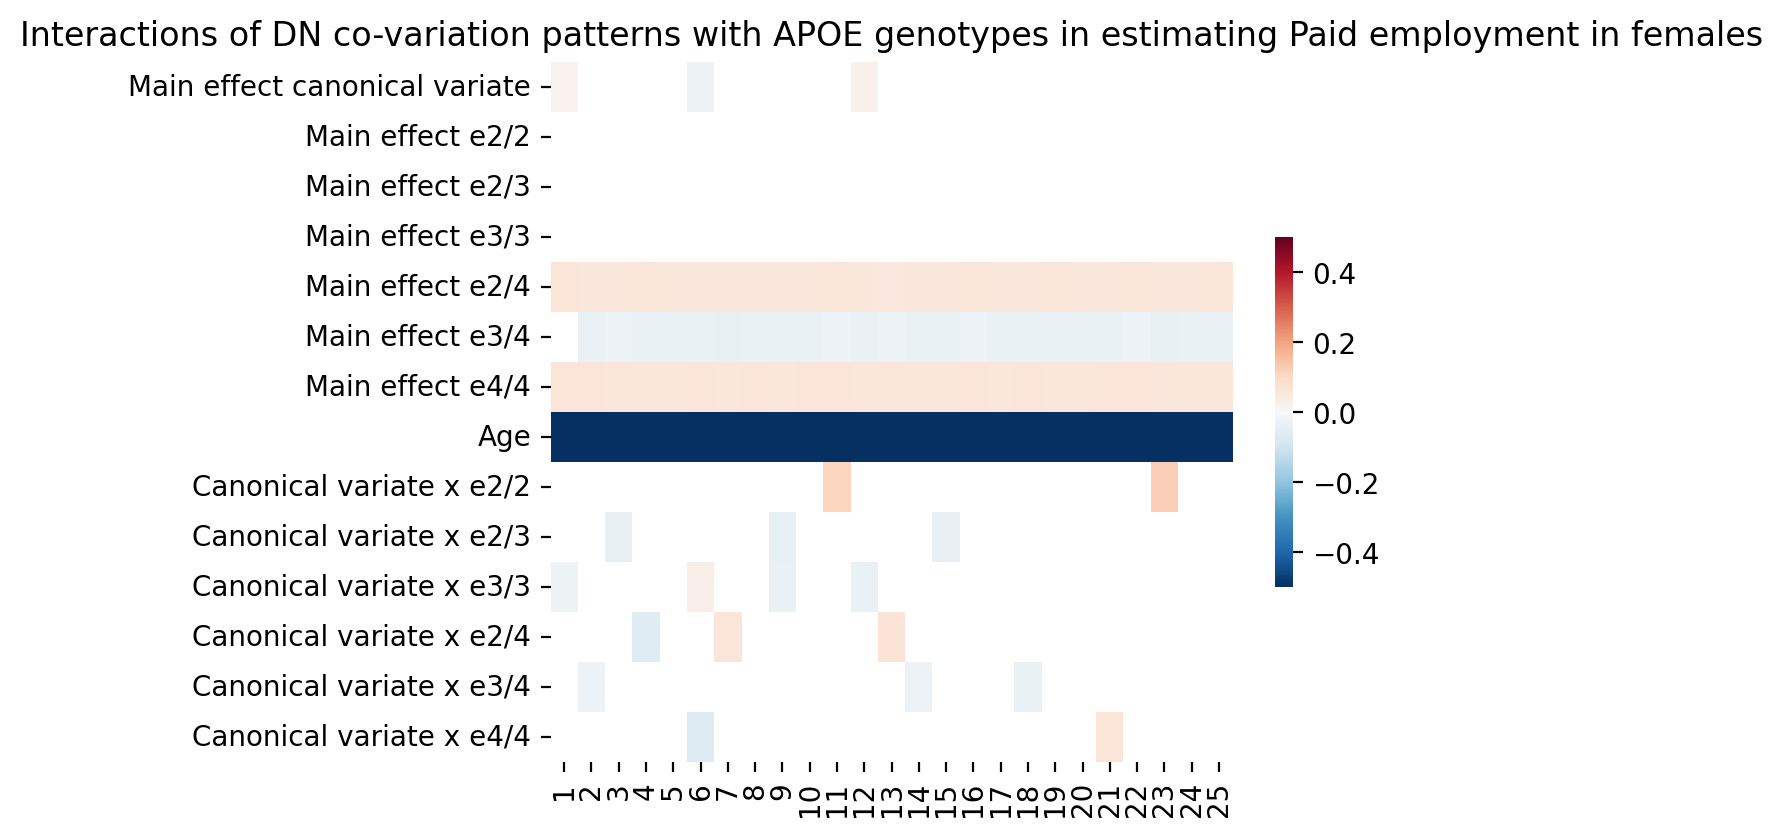 Interactions of DN co-variation patterns with APOE genotypes in estimating Paid employment in females
Main effect canonical variate
Main effect e2/2
Main effect e2/3
Main effect e3/3
Main effect e2/4
Main effect e3/4
Main effect e4/4
Age
Canonical variate x e2/2
Canonical variate x e2/3
Canonical variate x e3/3
Canonical variate x e2/4
Canonical variate x e3/4
Canonical variate x e4/4
1 2 3 4 5 6 7 8 9 10 11 12 13 14 15 16 17 18 19 20 21 22 23 24 25
0.4
0.2
0.0
−0.2
−0.4